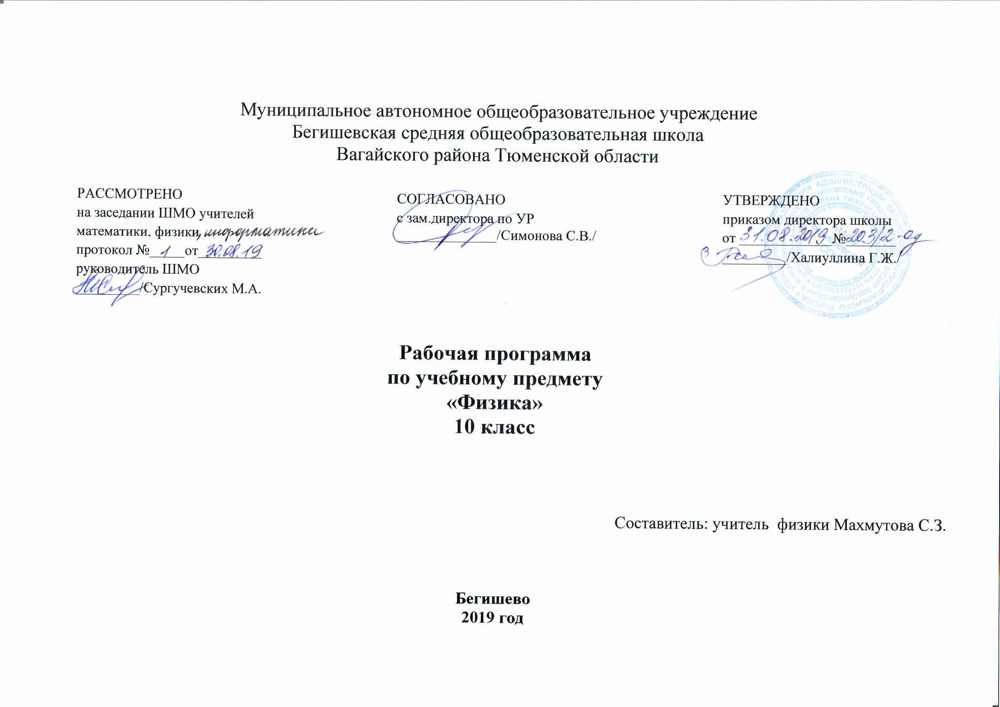 Муниципальное автономное общеобразовательное учреждение
Бегишевская средняя общеобразовательная школа
Вагайского района Тюменской области
РАССМОТРЕНО
на заседании ШМО учителей
математики, физики, информатики
протокол № 1 от 30.08.19
руководитель ШМО
/Сургучевских М.А.
СОГЛАСОВАНО
с зам.директора по УР
/Симонова С.В./
УТВЕРЖДЕНО
приказом директора школы
от 31.08.2019 № 203/2-од
/Халиуллина Г.Ж./
Рабочая программа
по учебному предмету
«Физика»
10 класс
Составитель: учитель физики Махмутова С.З.
Бегишево
2019 год